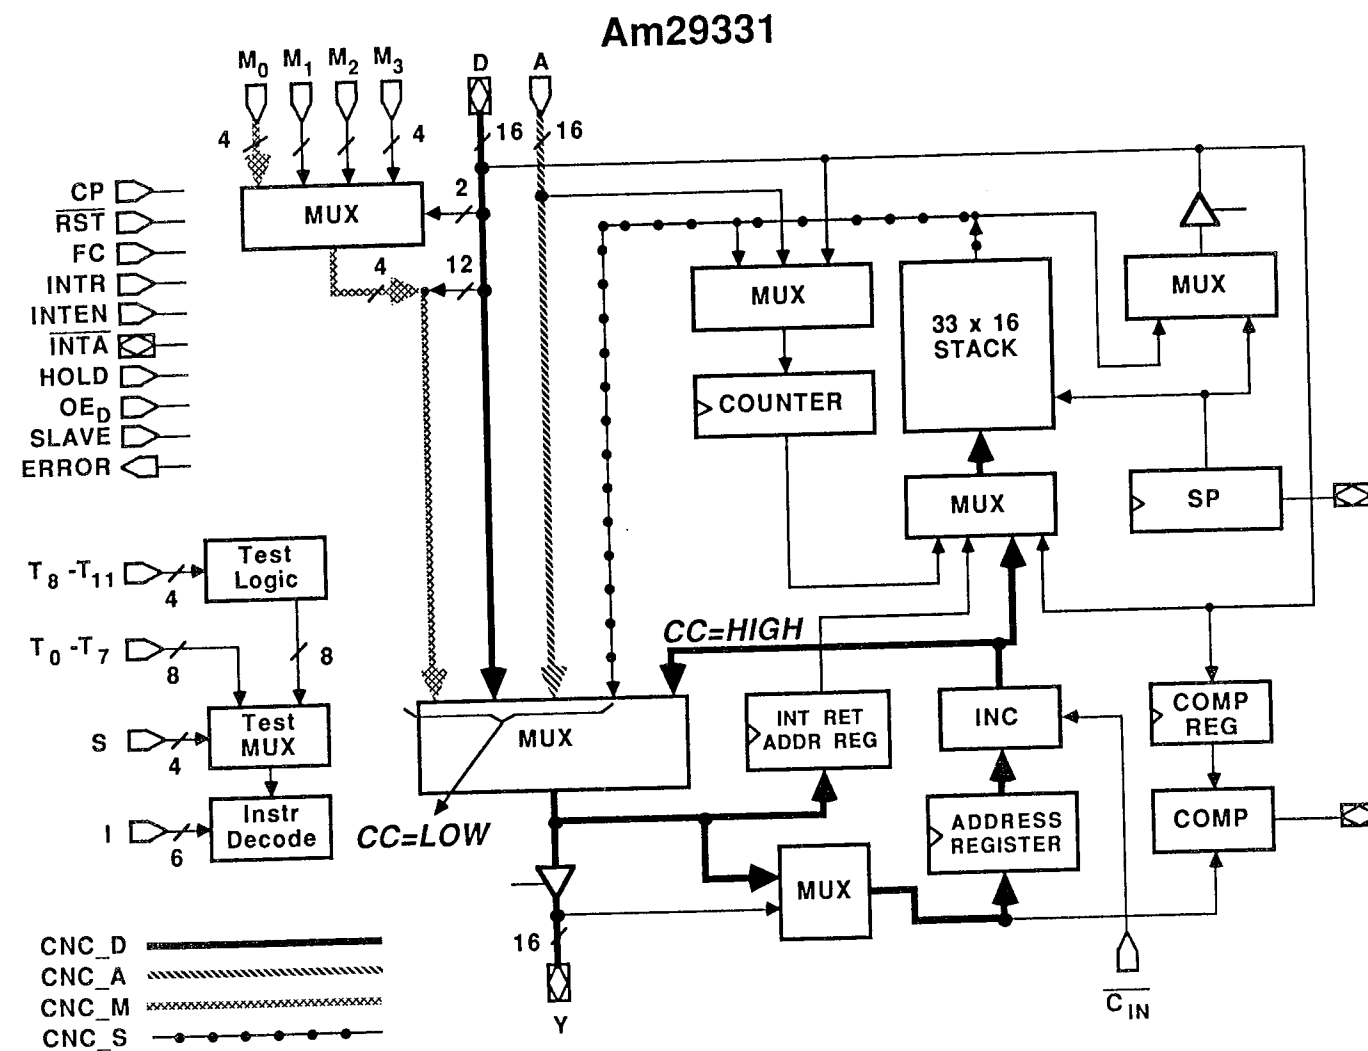 Am29331
M0 M1 M2 M3 D A
4 4 16 16
CP
RST
FC
INTR
INTEN
INTA
HOLD
OED
SLAVE
ERROR
MUX
2
4 12
MUX
COUNTER
33 x 16
STACK
MUX
MUX
SP
T8 -T11
4
Test
Logic
8
T0 -T7
8
S
4
Test
MUX
I
6
Instr
Decode
CC=HIGH
MUX
CC=LOW
INT RET
ADDR REG
INC
COMP
REG
ADDRESS
REGISTER
COMP
MUX
16
Y
CIN
CNC_D
CNC_A
CNC_M
CNC_S